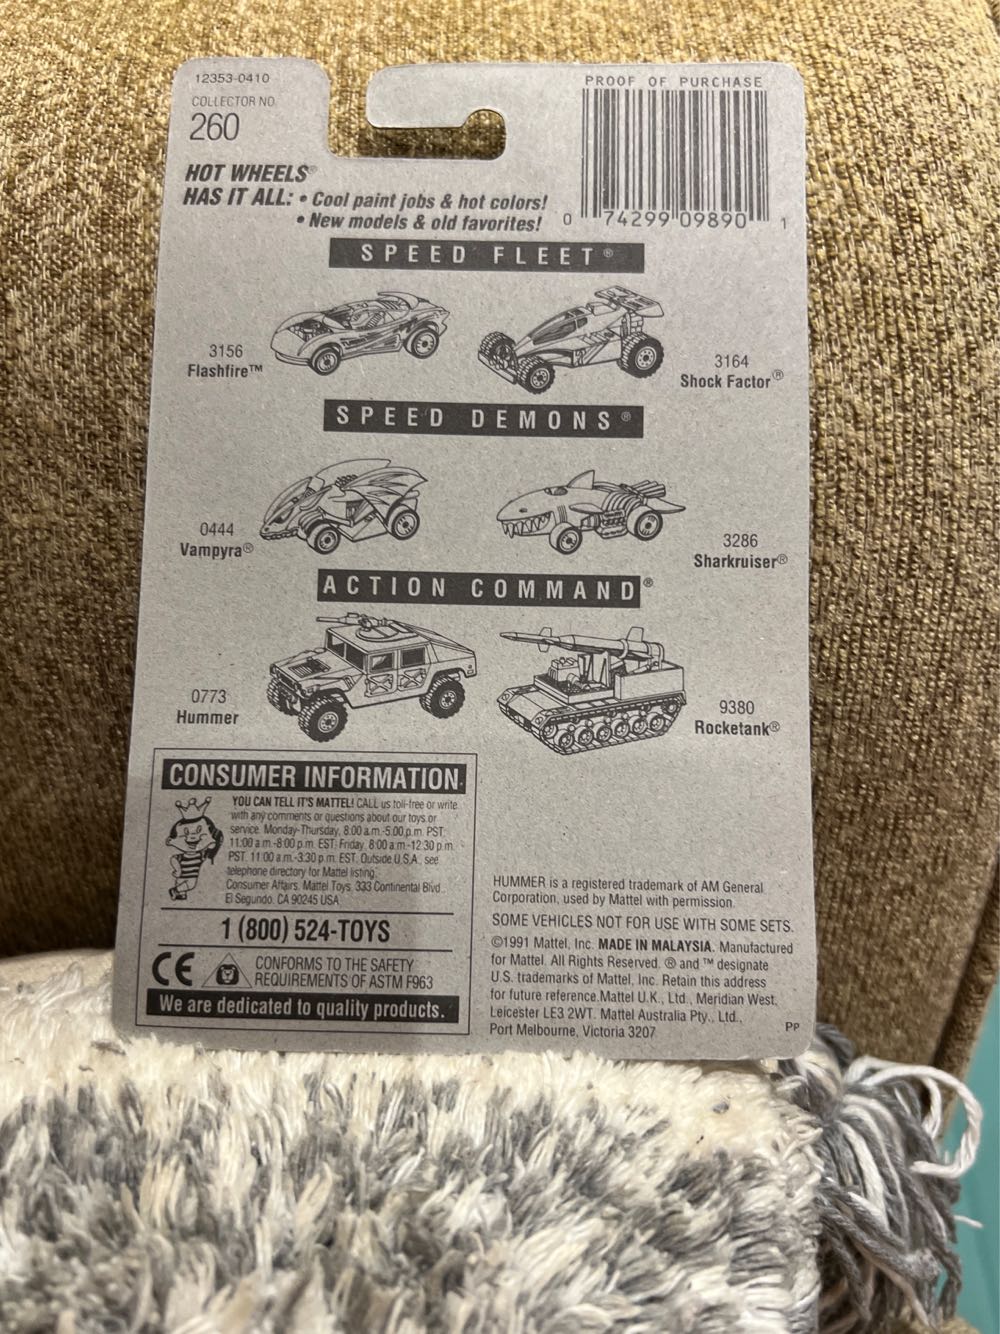 12353-0410
COLLECTOR NO.
260
PROOF OF PURCHASE
0 74299 09890 1
HOT WHEELS®
HAS IT ALL: • Cool paint jobs & hot colors!
• New models & old favorites!
SPEED FLEET®
3156
Flashfire™
3164
Shock Factor®
SPEED DEMONS®
0444
Vampyra®
3286
Sharkruiser®
ACTION COMMAND®
0773
Hummer
9380
Rocketank®
CONSUMER INFORMATION
YOU CAN TELL IT'S MATTEL! CALL us toll-free or write
with any comments or questions about our toys or
service. Monday-Thursday, 8:00 a.m.-5:00 p.m. PST.
11:00 a.m.-8:00 p.m. EST. Friday, 8:00 a.m.-12:30 p.m.
PST. 11:00 a.m.-3:30 p.m. EST. Outside U.S.A., see
telephone directory for Mattel listing.
Consumer Affairs, Mattel Toys, 333 Continental Blvd.,
El Segundo, CA 90245 USA
1 (800) 524-TOYS
CE
CONFORMS TO THE SAFETY
REQUIREMENTS OF ASTM F963
We are dedicated to quality products.
HUMMER is a registered trademark of AM General
Corporation, used by Mattel with permission.
SOME VEHICLES NOT FOR USE WITH SOME SETS.
©1991 Mattel, Inc. MADE IN MALAYSIA. Manufactured
for Mattel. All Rights Reserved. ® and ™ designate
U.S. trademarks of Mattel, Inc. Retain this address
for future reference.Mattel U.K., Ltd., Meridian West,
Leicester LE3 2WT. Mattel Australia Pty., Ltd.,
Port Melbourne, Victoria 3207
PP